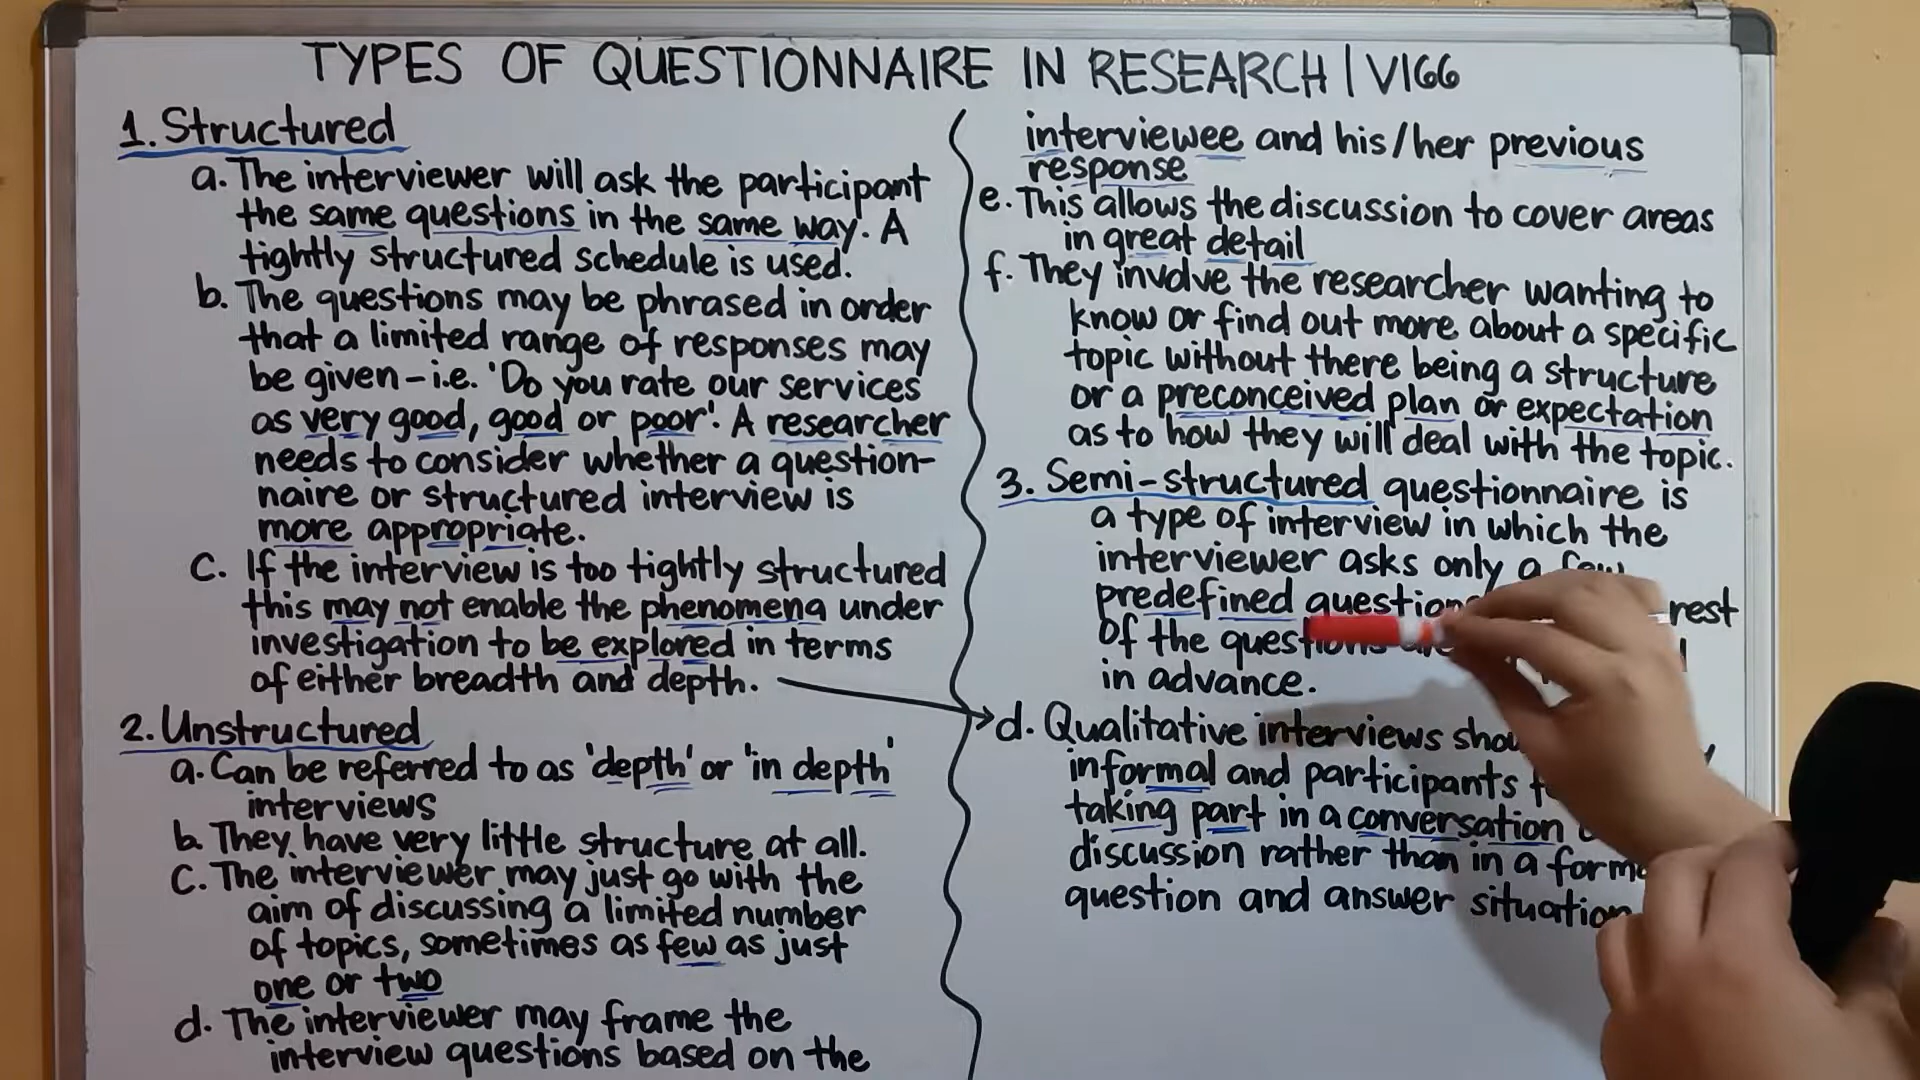 TYPES OF QUESTIONNAIRE IN RESEARCH | V166
1. Structured
a. The interviewer will ask the participant
the same questions in the same way. A
tightly structured schedule is used.
b. The questions may be phrased in order
that a limited range of responses may
be given - i.e. 'Do you rate our services
as very good, good or poor'. A researcher
needs to consider whether a question-
naire or structured interview is
more appropriate.
c. If the interview is too tightly structured
this may not enable the phenomena under
investigation to be explored in terms
of either breadth and depth.
2. Unstructured
a. Can be referred to as 'depth' or 'in depth'
interviews
b. They have very little structure at all.
c. The interviewer may just go with the
aim of discussing a limited number
of topics, sometimes as few as just
one or two
d. The interviewer may frame the
interview questions based on the
interviewee and his/her previous
response
e. This allows the discussion to cover areas
in great detail
f. They involve the researcher wanting to
know or find out more about a specific
topic without there being a structure
or a preconceived plan or expectation
as to how they will deal with the topic.
3. Semi-structured questionnaire is
a type of interview in which the
interviewer asks only a few
predefined rest
of the questions are
in advance.
d. Qualitative interviews
informal and participants
taking part in a conversation
discussion rather than in a
question and answer situation